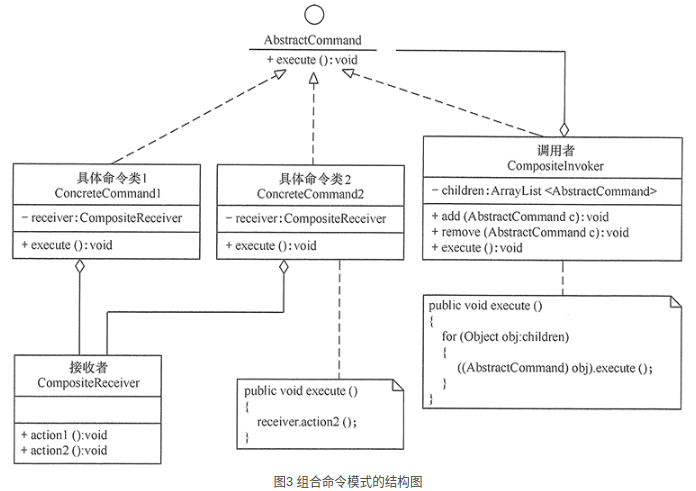 AbstractCommand
+ execute ():void
具体命令类1
ConcreteCommand1
− receiver:CompositeReceiver
+ execute ():void
具体命令类2
ConcreteCommand2
− receiver:CompositeReceiver
+ execute ():void
调用者
CompositeInvoker
− children:ArrayList <AbstractCommand>
+ add (AbstractCommand c):void
+ remove (AbstractCommand c):void
+ execute ():void
接收者
CompositeReceiver
+ action1 ():void
+ action2 ():void
public void execute ()
{
receiver.action2 ();
}
public void execute ()
{
for (Object obj:children)
{
((AbstractCommand) obj).execute ();
}
}
图3 组合命令模式的结构图